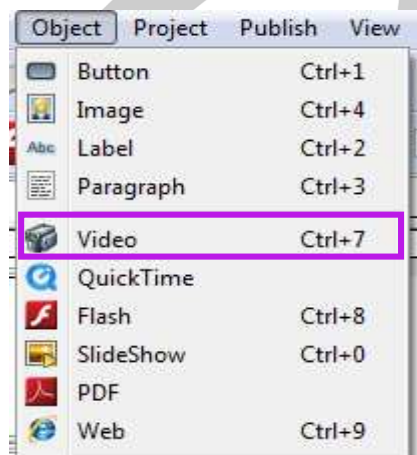 Object Project Publish View
Button Ctrl+1
Image Ctrl+4
Abc Label Ctrl+2
Paragraph Ctrl+3
Video Ctrl+7
QuickTime
Flash Ctrl+8
SlideShow Ctrl+0
PDF
Web Ctrl+9